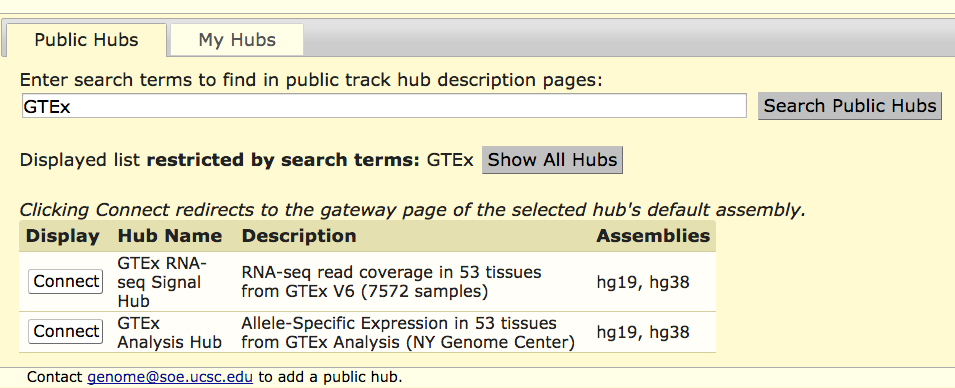 Public Hubs My Hubs
Enter search terms to find in public track hub description pages:
GTEx Search Public Hubs
Displayed list restricted by search terms: GTEx Show All Hubs
Clicking Connect redirects to the gateway page of the selected hub's default assembly.
Display Hub Name Description Assemblies
Connect
GTEx RNA-
seq Signal
Hub
RNA-seq read coverage in 53 tissues
from GTEx V6 (7572 samples)
hg19, hg38
Connect
GTEx
Analysis Hub
Allele-Specific Expression in 53 tissues
from GTEx Analysis (NY Genome Center)
hg19, hg38
Contact genome@soe.ucsc.edu to add a public hub.